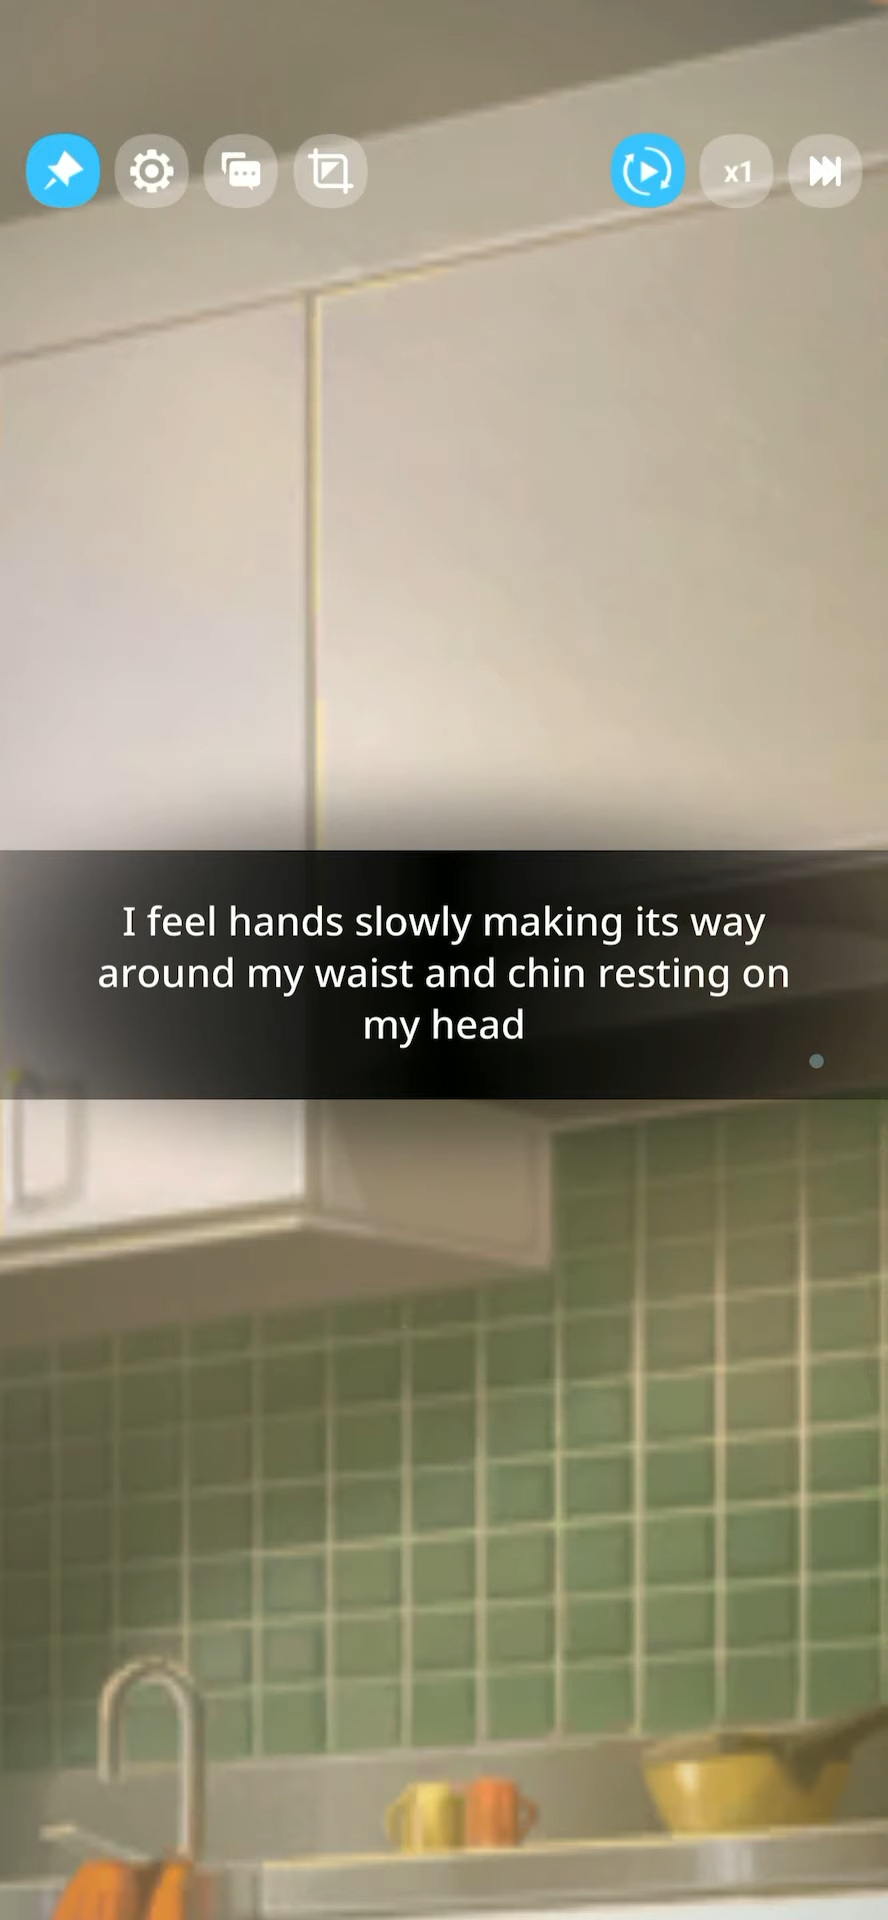 x1
I feel hands slowly making its way
around my waist and chin resting on
my head